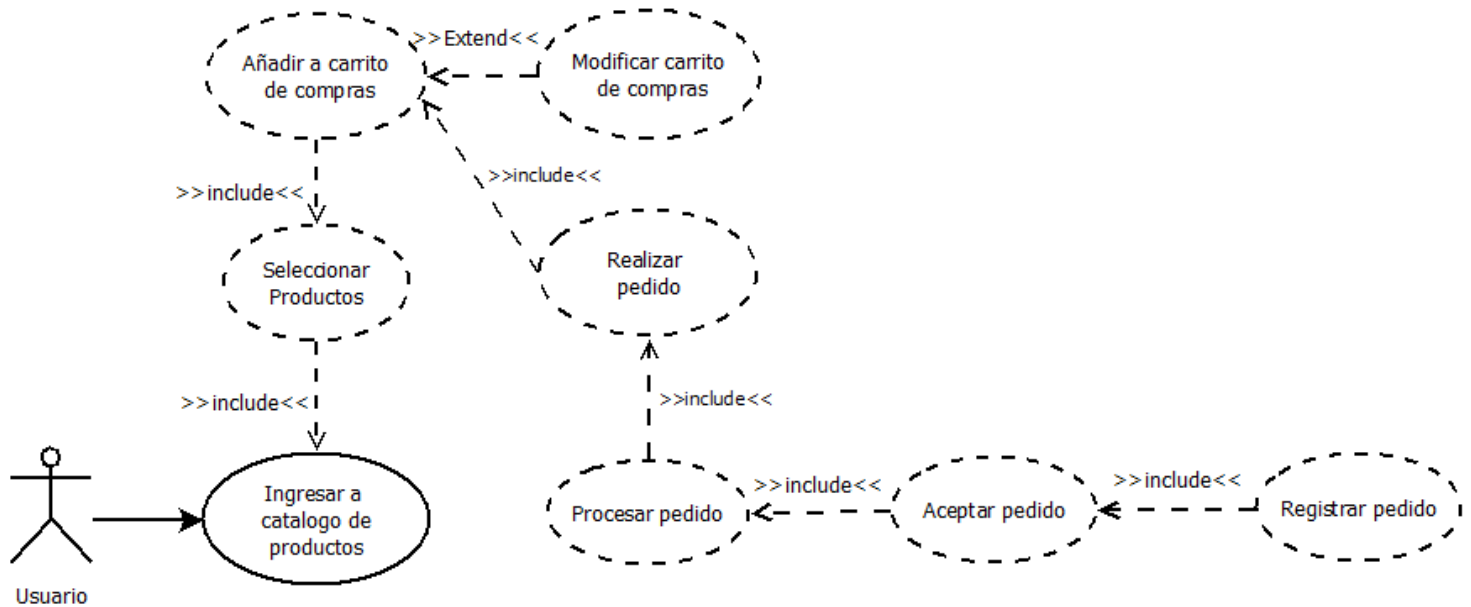 >>Extend<<
Añadir a carrito
de compras
Modificar carrito
de compras
>>include<<
>>include<<
Seleccionar
Productos
Realizar
pedido
>>include<<
>>include<<
Ingresar a
catalogo de
productos
Procesar pedido
>>include<<
Aceptar pedido
>>include<<
Registrar pedido
Usuario